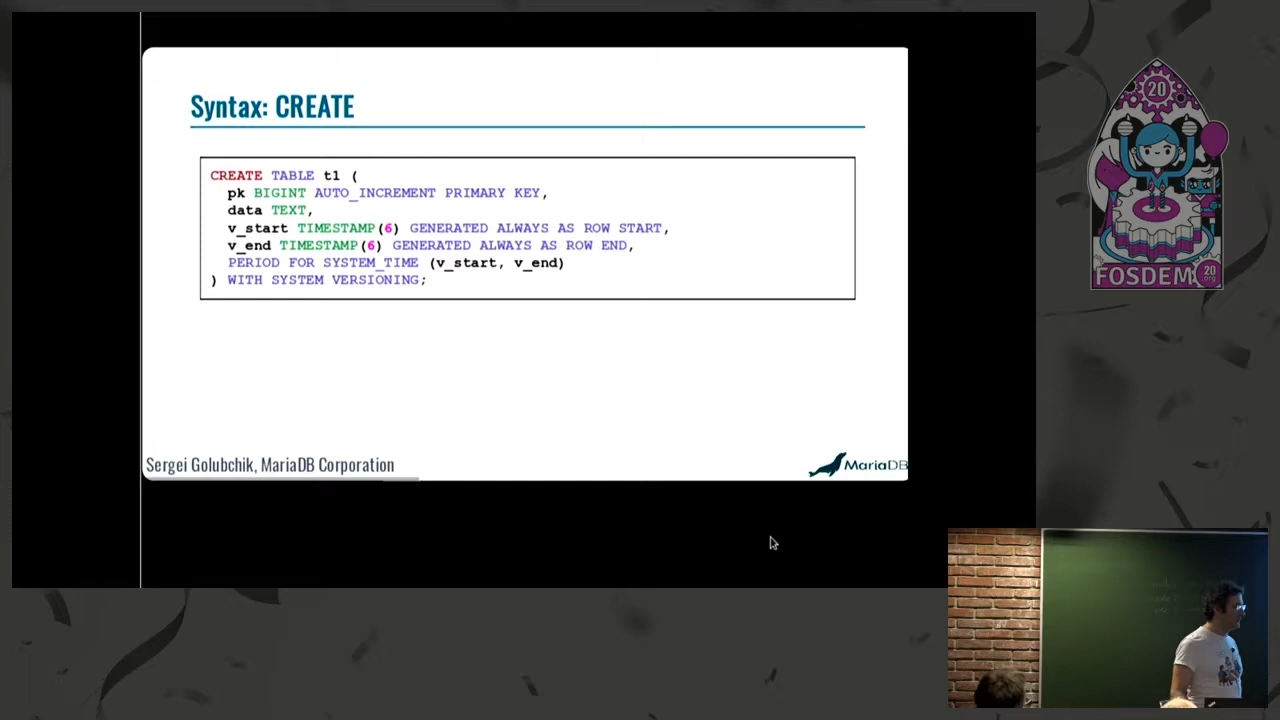 Syntax: CREATE
CREATE TABLE t1 (
pk BIGINT AUTO_INCREMENT PRIMARY KEY,
data TEXT,
v_start TIMESTAMP(6) GENERATED ALWAYS AS ROW START,
v_end TIMESTAMP(6) GENERATED ALWAYS AS ROW END,
PERIOD FOR SYSTEM_TIME (v_start, v_end)
) WITH SYSTEM VERSIONING;
Sergei Golubchik, MariaDB Corporation
MariaDB
20
FOSDEM
20
.org